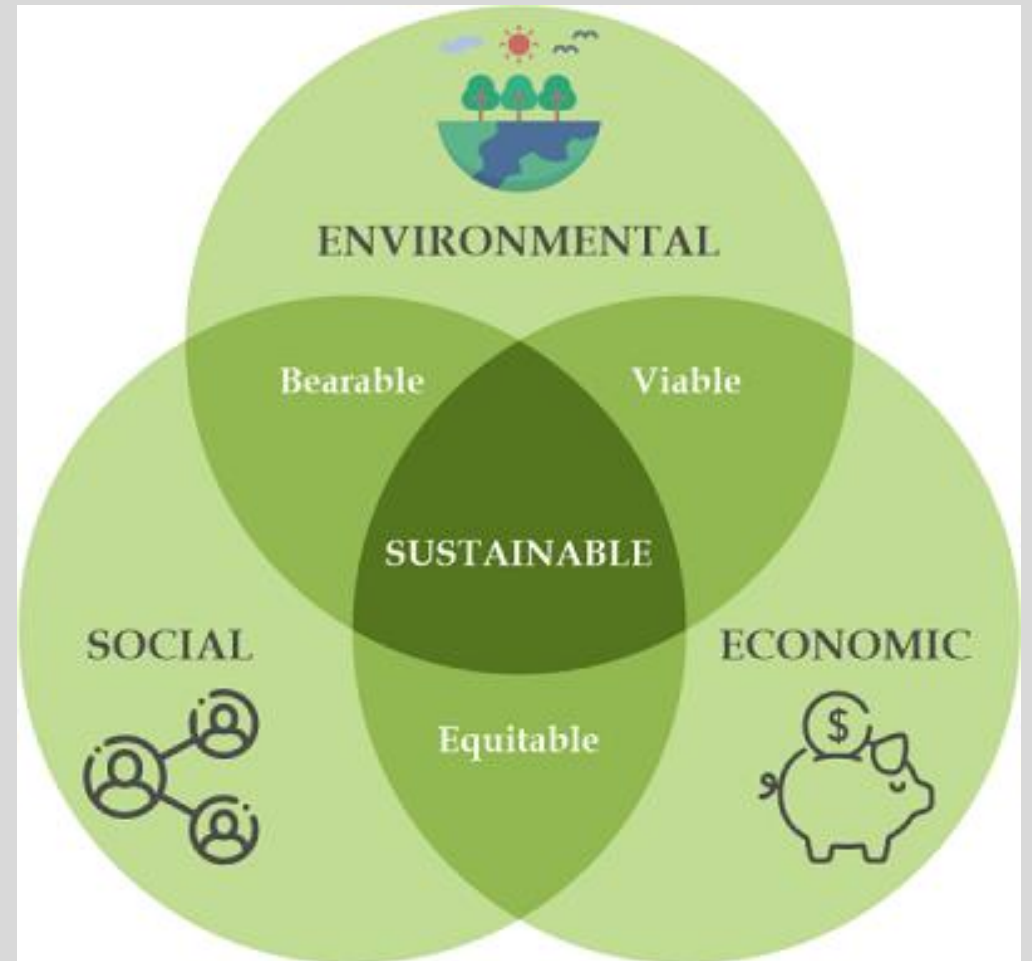 ENVIRONMENTAL
Bearable
Viable
SUSTAINABLE
SOCIAL
ECONOMIC
$
Equitable